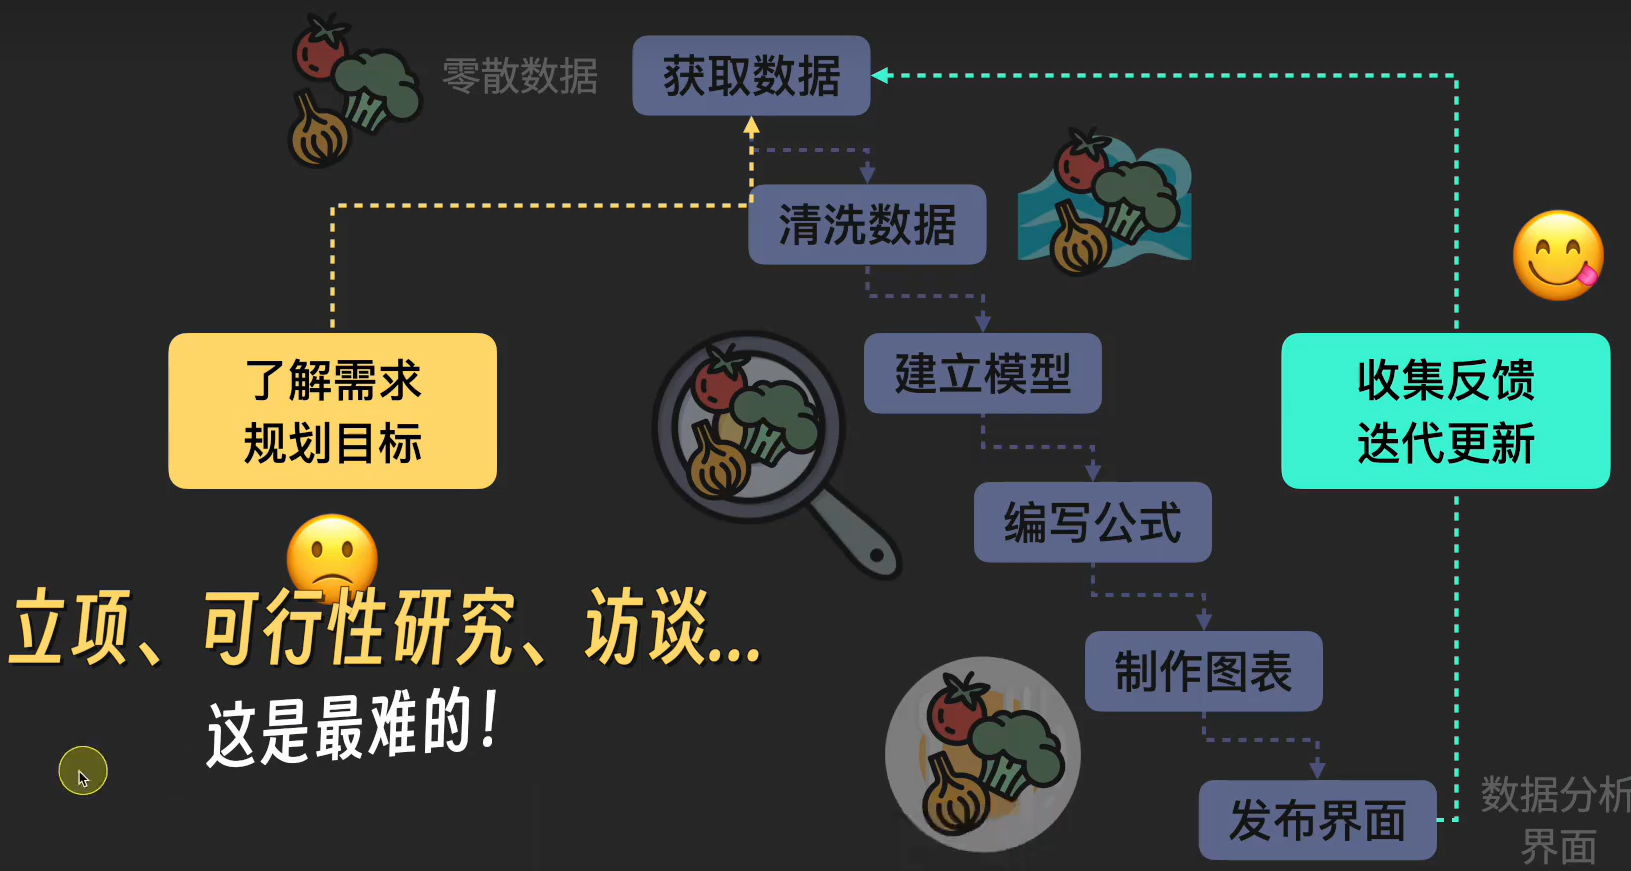 零散数据
获取数据
清洗数据
建立模型
了解需求
规划目标
收集反馈
迭代更新
编写公式
立项、可行性研究、访谈...
这是最难的！
制作图表
发布界面
数据分析
界面